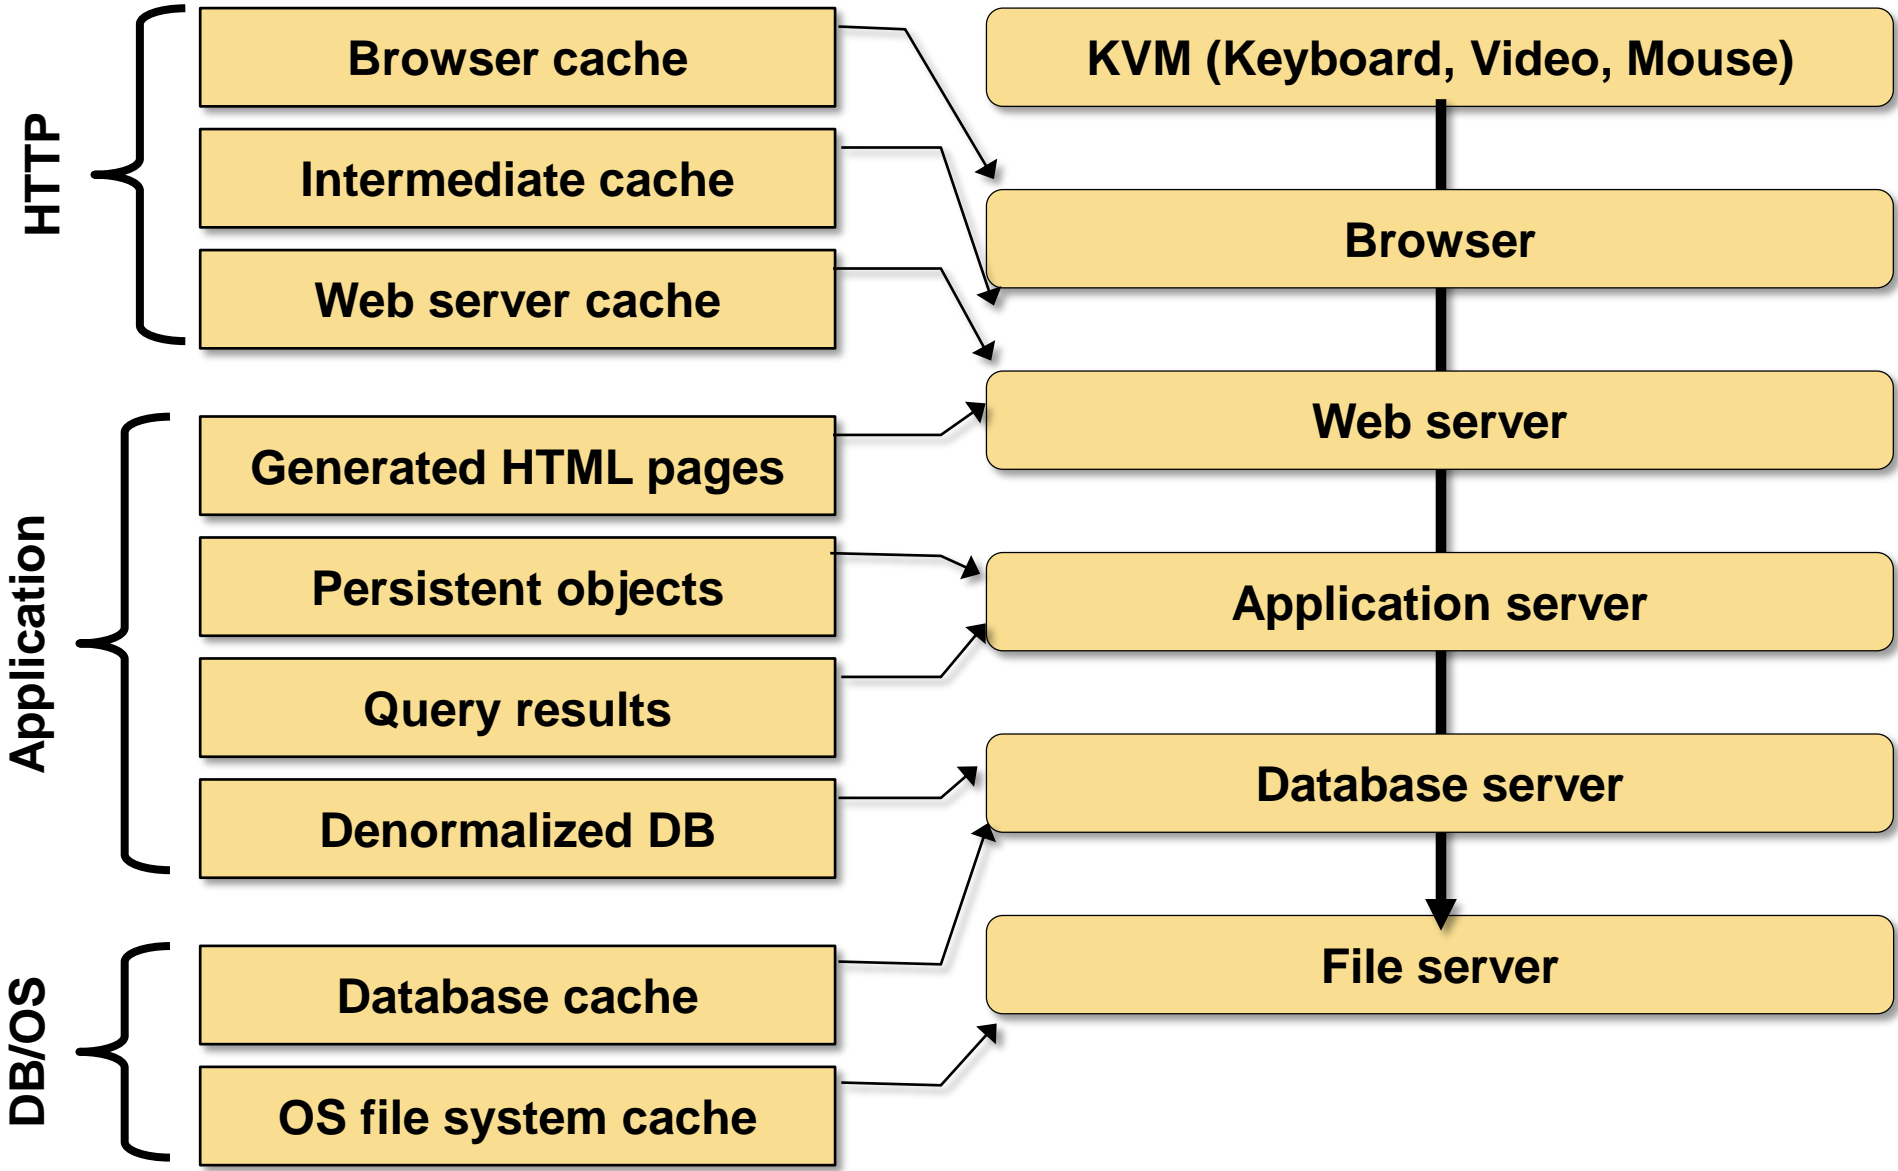 HTTP
Browser cache
Intermediate cache
Web server cache
Application
Generated HTML pages
Persistent objects
Query results
Denormalized DB
DB/OS
Database cache
OS file system cache
KVM (Keyboard, Video, Mouse)
Browser
Web server
Application server
Database server
File server